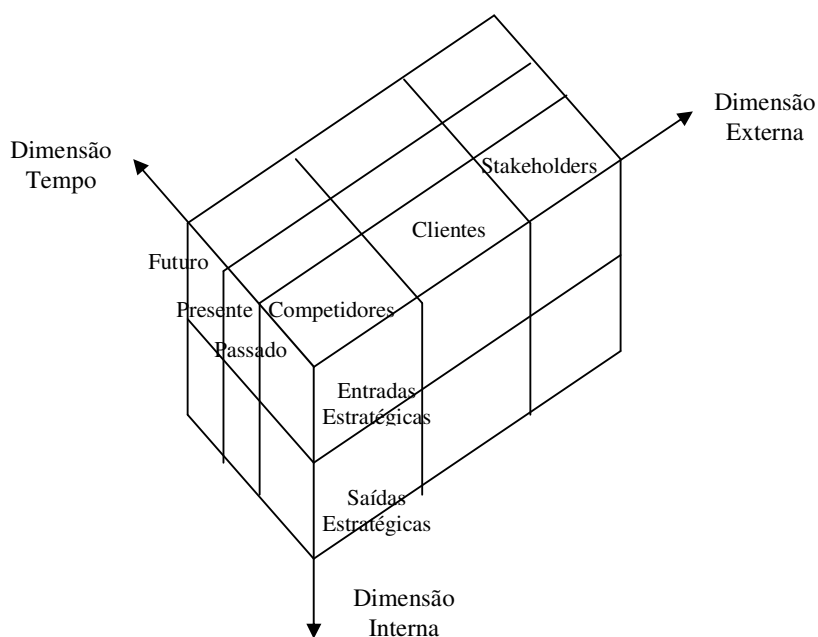 Dimensão
Externa
Dimensão
Tempo
Stakeholders
Clientes
Futuro
Presente
Competidores
Passado
Entradas
Estratégicas
Saídas
Estratégicas
Dimensão
Interna